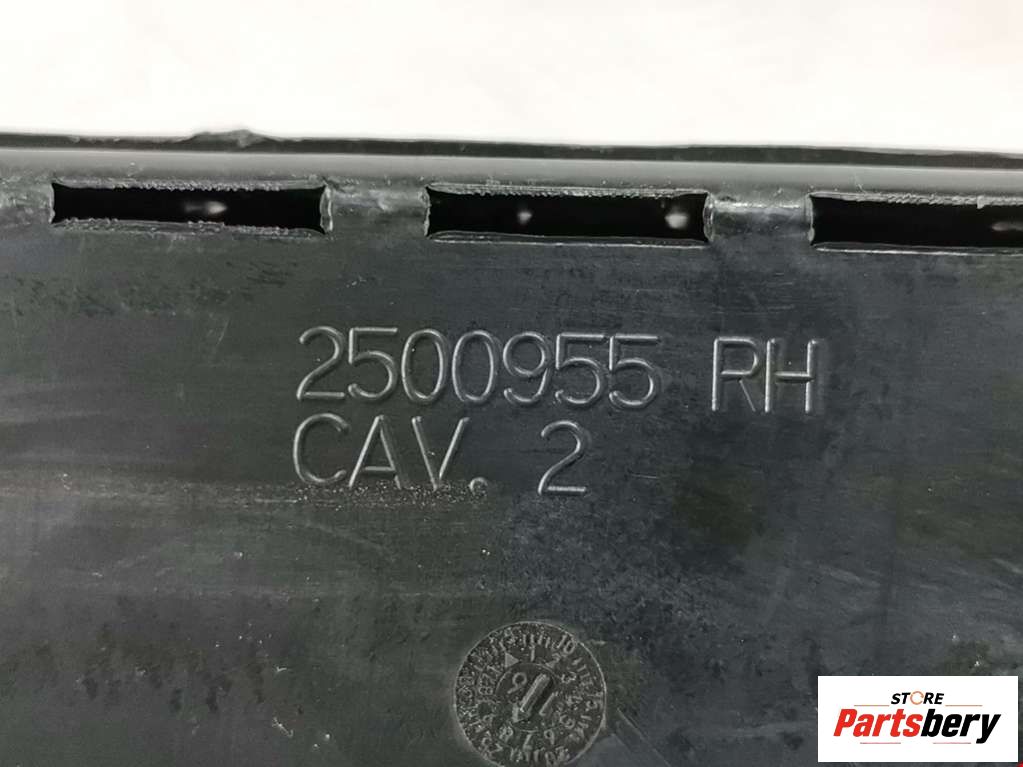 2500955 RH
CAV. 2
STORE
Partsbery